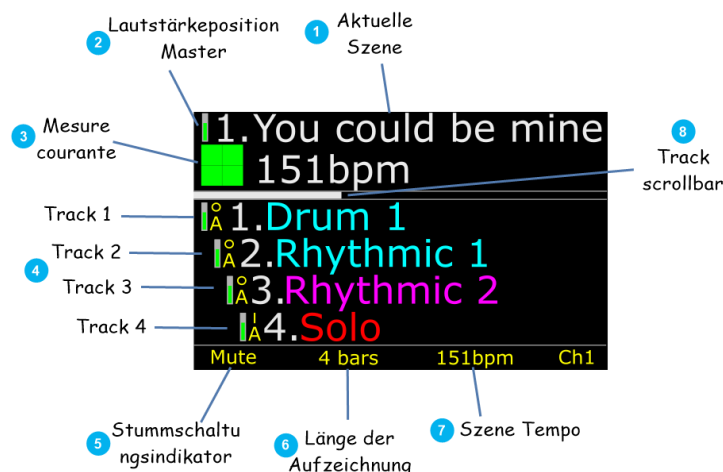 2
Lautstärkeposition
Master
1
Aktuelle
Szene
3
Mesure
courante
1.You could be mine
151bpm
8
Track
scrollbar
4
Track 1
Track 2
Track 3
Track 4
O
A
1.Drum 1
O
A
2.Rhythmic 1
O
A
3.Rhythmic 2
I
A
4.Solo
Mute 4 bars 151bpm Ch1
5
Stummschaltu
ngsindikator
6
Länge der
Aufzeichnung
7
Szene Tempo